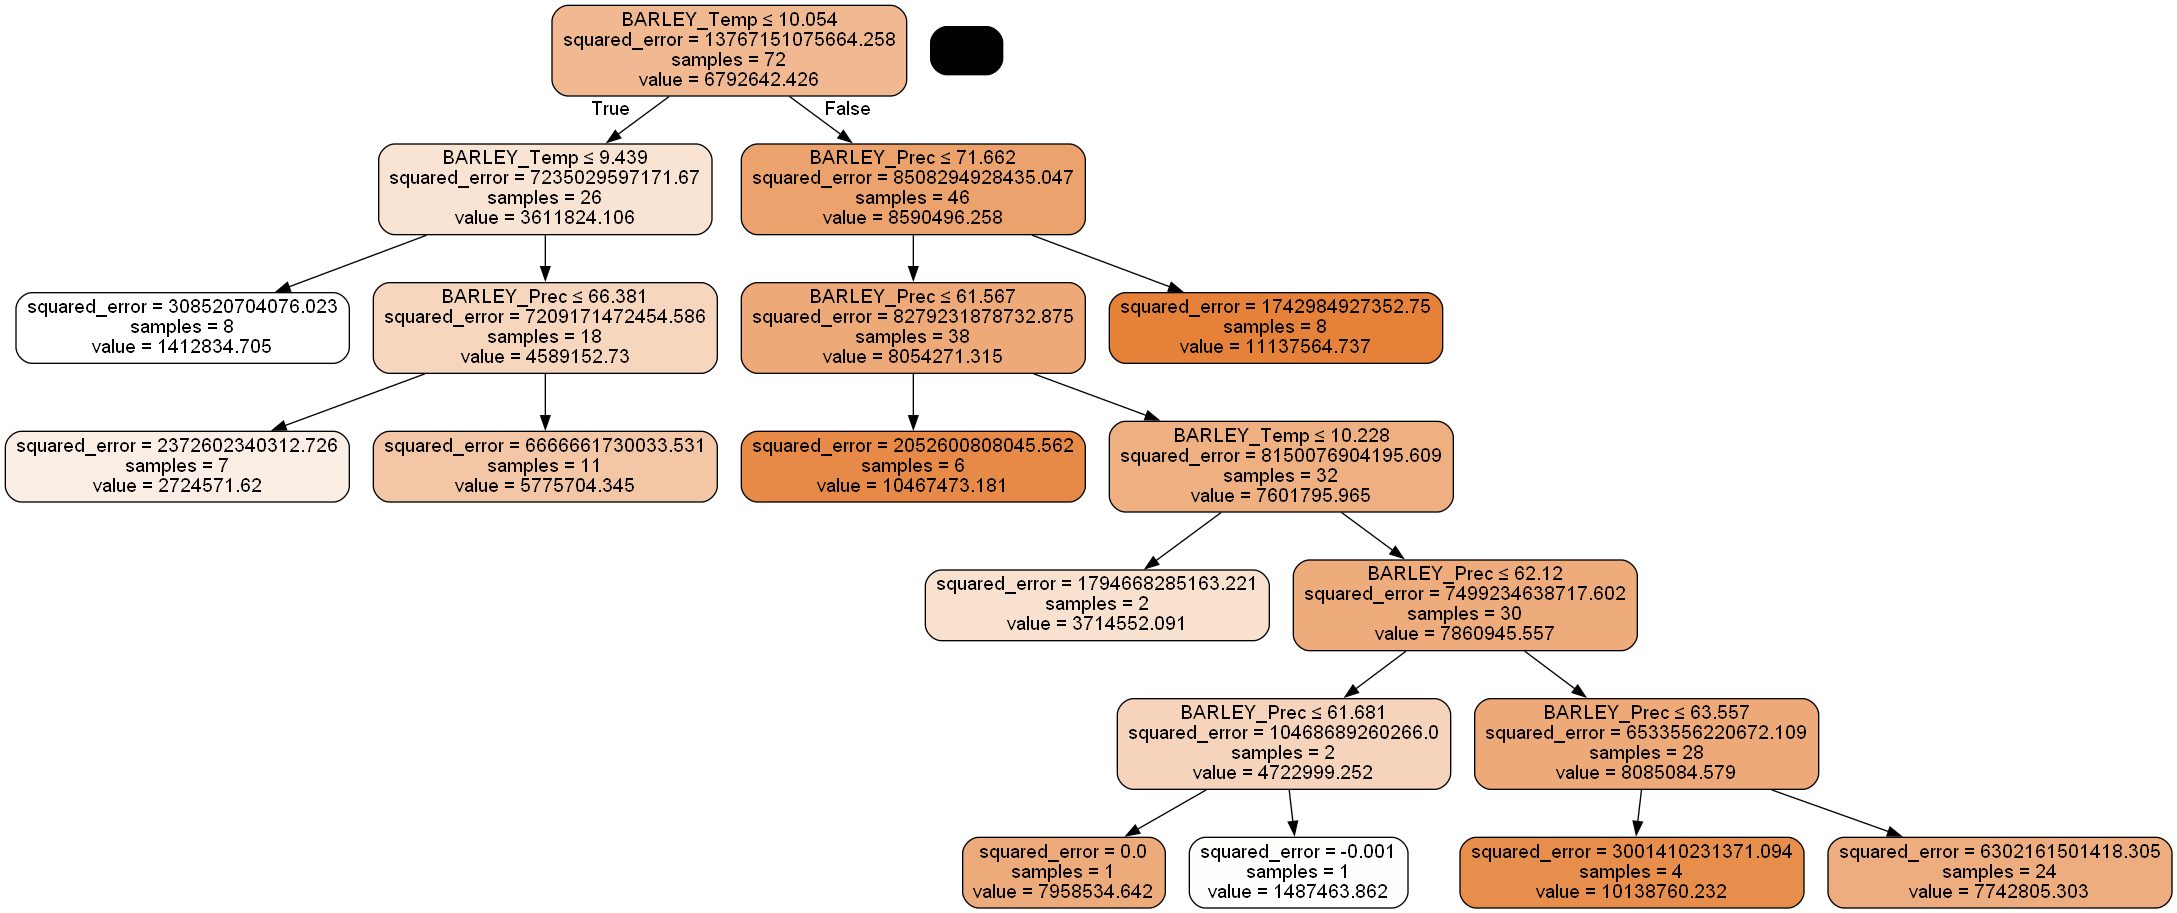 BARLEY_Temp ≤ 10.054
squared_error = 13767151075664.258
samples = 72
value = 6792642.426
True
False
BARLEY_Temp ≤ 9.439
squared_error = 7235029597171.67
samples = 26
value = 3611824.106
BARLEY_Prec ≤ 71.662
squared_error = 8508294928435.047
samples = 46
value = 8590496.258
squared_error = 308520704076.023
samples = 8
value = 1412834.705
BARLEY_Prec ≤ 66.381
squared_error = 7209171472454.586
samples = 18
value = 4589152.73
BARLEY_Prec ≤ 61.567
squared_error = 8279231878732.875
samples = 38
value = 8054271.315
squared_error = 1742984927352.75
samples = 8
value = 11137564.737
squared_error = 2372602340312.726
samples = 7
value = 2724571.62
squared_error = 6666661730033.531
samples = 11
value = 5775704.345
squared_error = 2052600808045.562
samples = 6
value = 10467473.181
BARLEY_Temp ≤ 10.228
squared_error = 8150076904195.609
samples = 32
value = 7601795.965
squared_error = 1794668285163.221
samples = 2
value = 3714552.091
BARLEY_Prec ≤ 62.12
squared_error = 7499234638717.602
samples = 30
value = 7860945.557
BARLEY_Prec ≤ 61.681
squared_error = 10468689260266.0
samples = 2
value = 4722999.252
BARLEY_Prec ≤ 63.557
squared_error = 6533556220672.109
samples = 28
value = 8085084.579
squared_error = 0.0
samples = 1
value = 7958534.642
squared_error = -0.001
samples = 1
value = 1487463.862
squared_error = 3001410231371.094
samples = 4
value = 10138760.232
squared_error = 6302161501418.305
samples = 24
value = 7742805.303